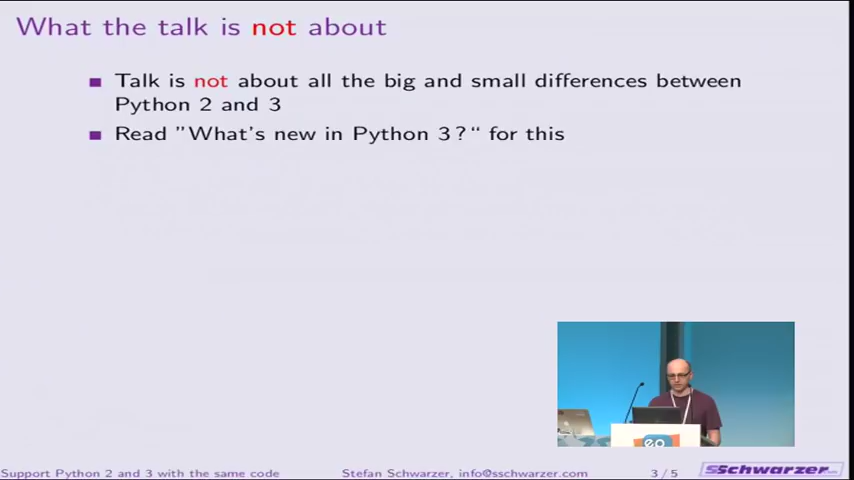 What the talk is not about
Talk is not about all the big and small differences between
Python 2 and 3
Read ”What's new in Python 3?“ for this
ep
Support Python 2 and 3 with the same code
Stefan Schwarzer, info@sschwarzer.com
3 / 5
SSchwarzer